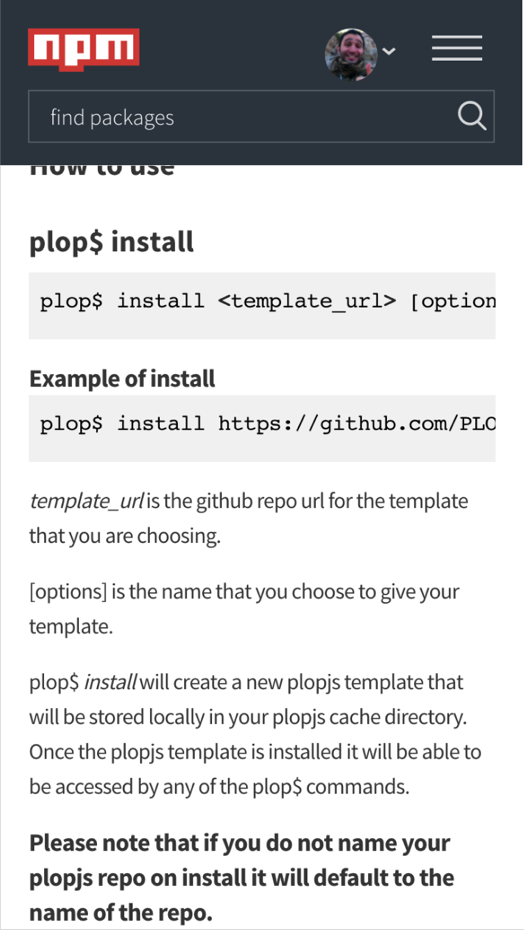 npm
find packages
How to use
plop$ install
plop$ install <template_url> [option
Example of install
plop$ install https://github.com/PLO
template_url is the github repo url for the template
that you are choosing.
[options] is the name that you choose to give your
template.
plop$ install will create a new plopjs template that
will be stored locally in your plopjs cache directory.
Once the plopjs template is installed it will be able to
be accessed by any of the plop$ commands.
Please note that if you do not name your
plopjs repo on install it will default to the
name of the repo.